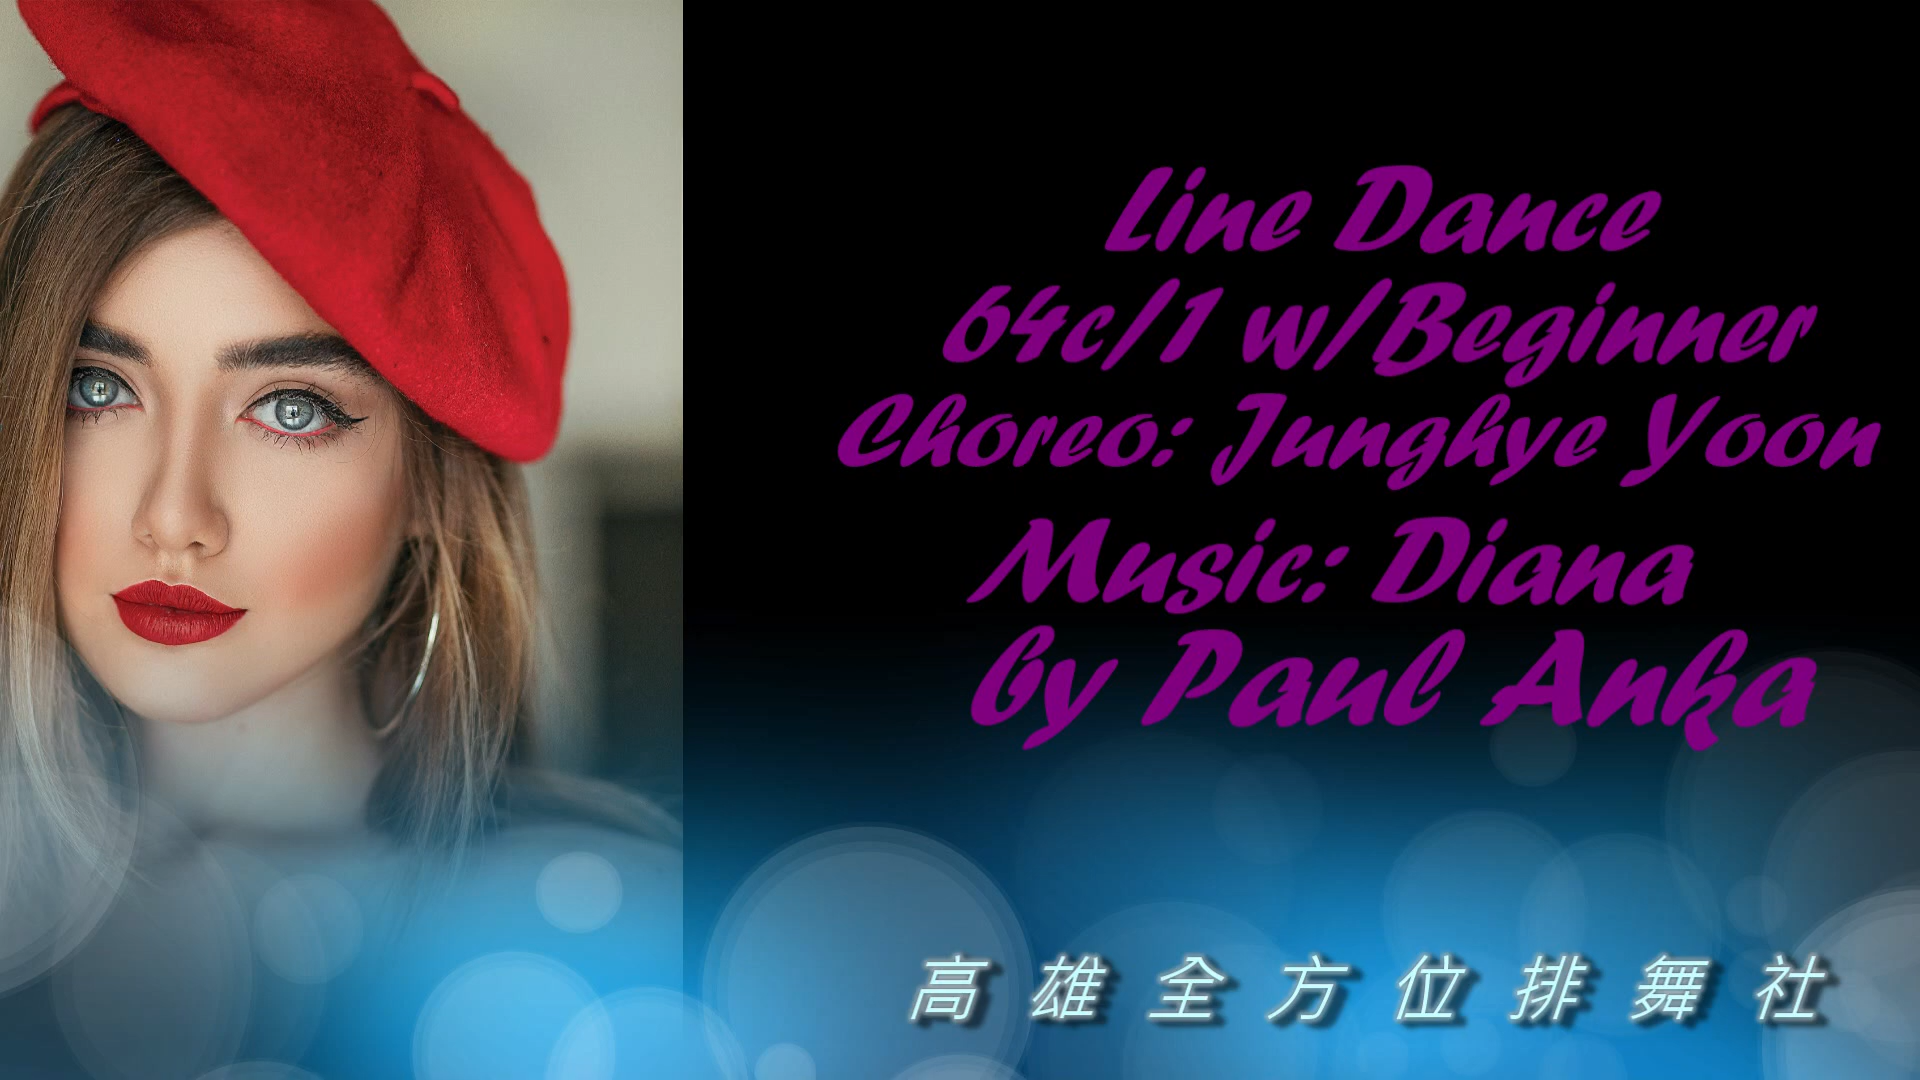 Line Dance
64c/1 w/Beginner
Choreo: Junghye Yoon
Music: Diana
by Paul Anka
高雄全方位排舞社